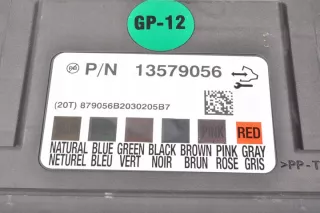 GP-12
P/N 13579056
(20T) 879056B2030205B7
PINK RED
NATURAL BLUE GREEN BLACK BROWN PINK GRAY
NETUREL BLEU VERT NOIR BRUN ROSE GRIS
>PP-T